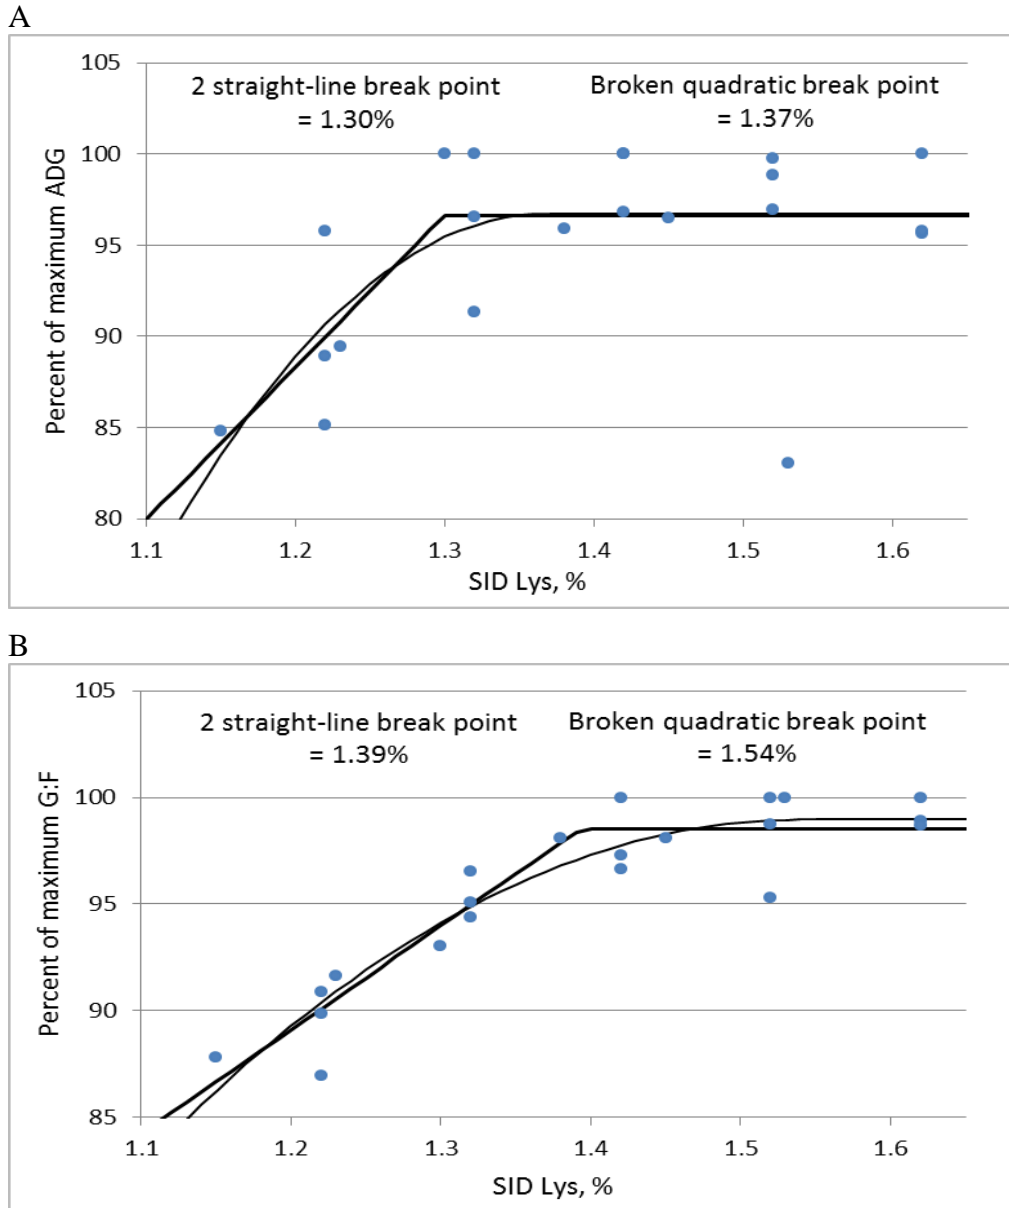 A
105
2 straight-line break point
= 1.30%
Broken quadratic break point
= 1.37%
100
95
90
85
80
Percent of maximum ADG
1.1 1.2 1.3 1.4 1.5 1.6
SID Lys, %
B
105
2 straight-line break point
= 1.39%
Broken quadratic break point
= 1.54%
100
95
90
85
Percent of maximum G:F
1.1 1.2 1.3 1.4 1.5 1.6
SID Lys, %